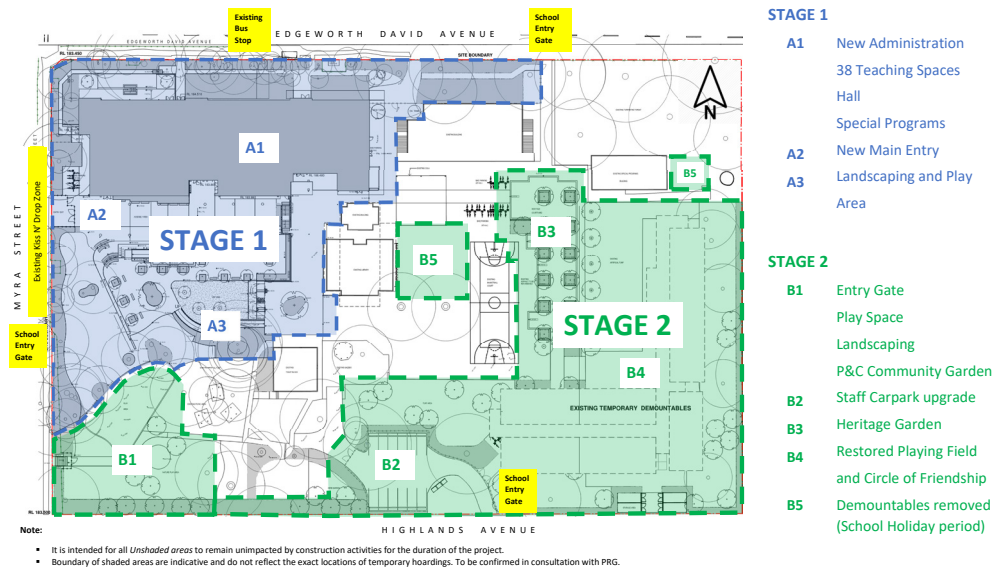 Existing
Bus
Stop
EDGEWORTH DAVID AVENUE
School
Entry
Gate
EDGEWORTH DAVID AVENUE
SITE BOUNDARY
RL 183.500
N
A1
B5
A2
B3
STAGE 1
B5
A3
STAGE 2
B4
MYRA STREET
Existing Kiss N' Drop Zone
School
Entry
Gate
EXISTING TEMPORARY DEMOUNTABLES
B1
B2
School
Entry
Gate
HIGHLANDS AVENUE
STAGE 1
A1 New Administration
38 Teaching Spaces
Hall
Special Programs
A2 New Main Entry
A3 Landscaping and Play
Area
STAGE 2
B1 Entry Gate
Play Space
Landscaping
P&C Community Garden
B2 Staff Carpark upgrade
B3 Heritage Garden
B4 Restored Playing Field
and Circle of Friendship
B5 Demountables removed
(School Holiday period)
Note:
▪ It is intended for all Unshaded areas to remain unimpacted by construction activities for the duration of the project.
▪ Boundary of shaded areas are indicative and do not reflect the exact locations of temporary hoardings. To be confirmed in consultation with PRG.